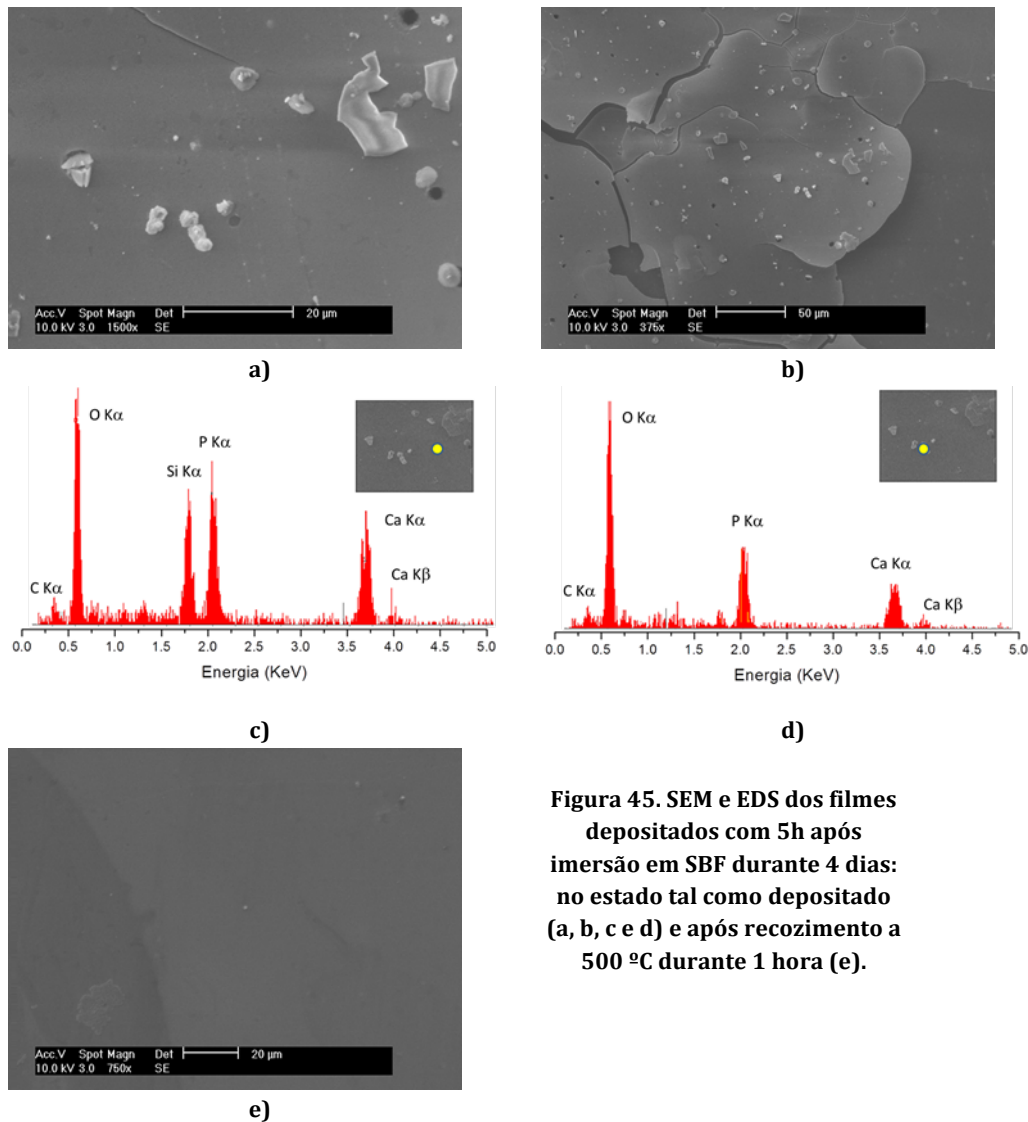 Acc.V Spot Magn Det 20 µm
10.0 kV 3.0 1500x SE
a)
Acc.V Spot Magn Det 50 µm
10.0 kV 3.0 375x SE
b)
O Kα
P Kα
Si Kα
Ca Kα
C Kα
Ca Kβ
0.0 0.5 1.0 1.5 2.0 2.5 3.0 3.5 4.0 4.5 5.0
Energia (KeV)
c)
O Kα
P Kα
Ca Kα
C Kα
Ca Kβ
0.0 0.5 1.0 1.5 2.0 2.5 3.0 3.5 4.0 4.5 5.0
Energia (KeV)
d)
Acc.V Spot Magn Det 20 µm
10.0 kV 3.0 750x SE
e)
Figura 45. SEM e EDS dos filmes
depositados com 5h após
imersão em SBF durante 4 dias:
no estado tal como depositado
(a, b, c e d) e após recozimento a
500 ºC durante 1 hora (e).